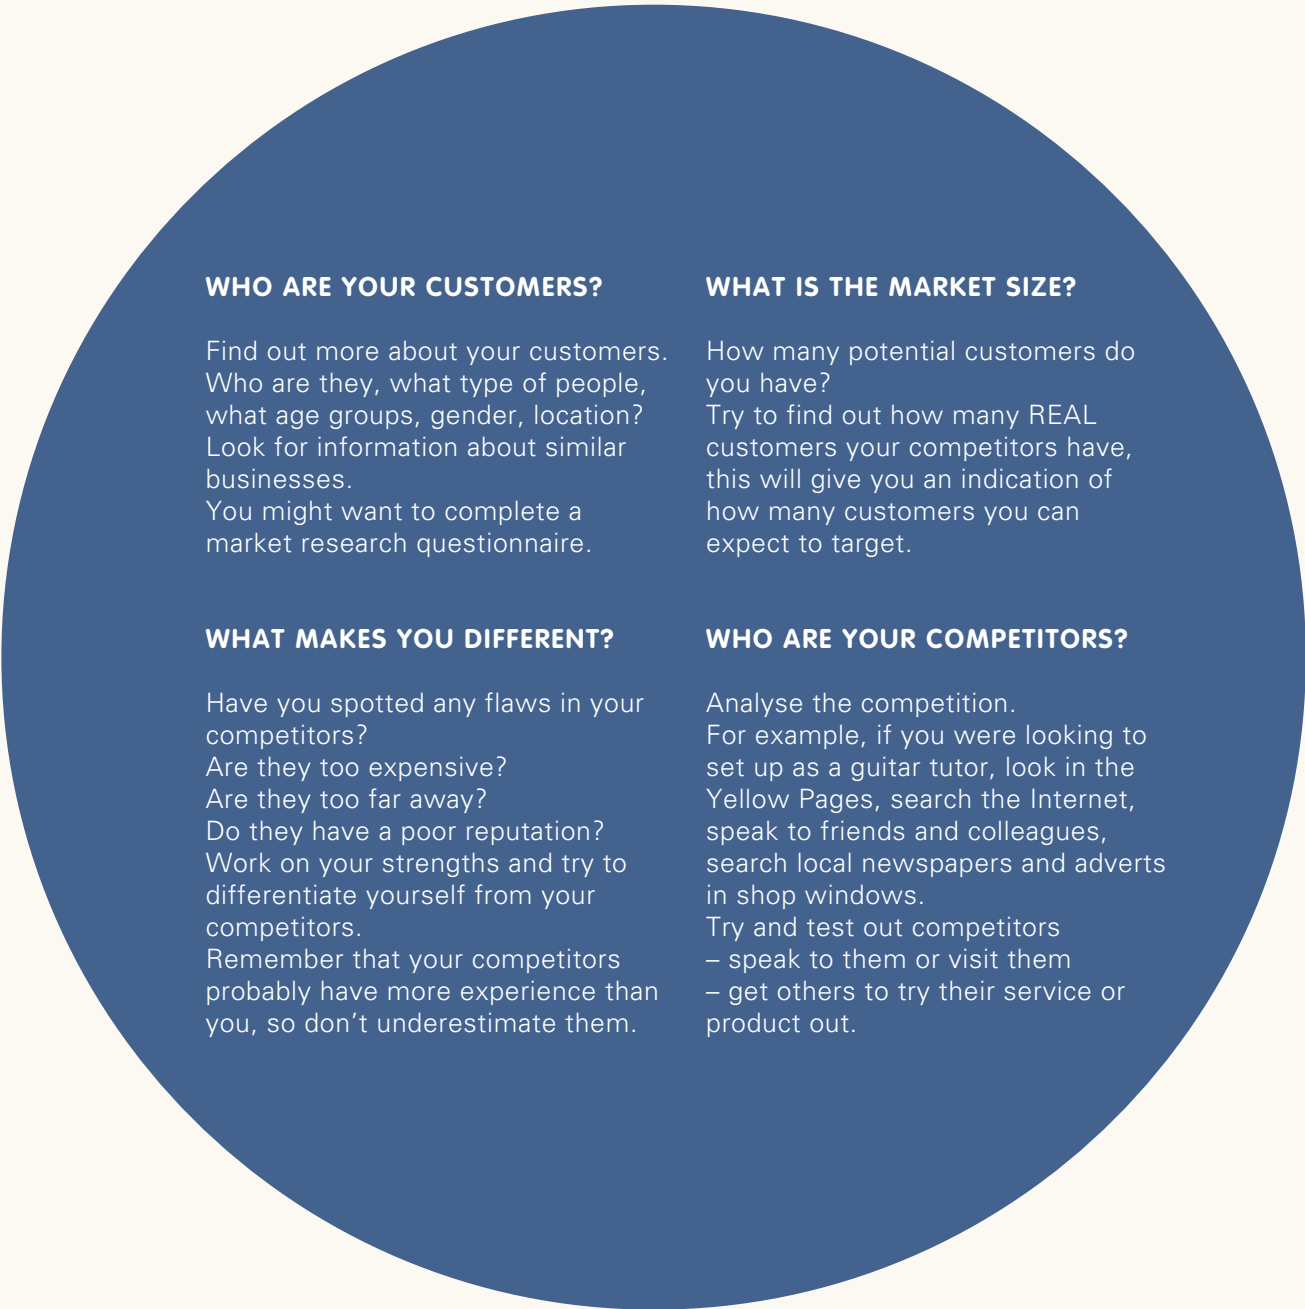 WHO ARE YOUR CUSTOMERS?
Find out more about your customers.
Who are they, what type of people,
what age groups, gender, location?
Look for information about similar
businesses.
You might want to complete a
market research questionnaire.
WHAT IS THE MARKET SIZE?
How many potential customers do
you have?
Try to find out how many REAL
customers your competitors have,
this will give you an indication of
how many customers you can
expect to target.
WHAT MAKES YOU DIFFERENT?
Have you spotted any flaws in your
competitors?
Are they too expensive?
Are they too far away?
Do they have a poor reputation?
Work on your strengths and try to
differentiate yourself from your
competitors.
Remember that your competitors
probably have more experience than
you, so don’t underestimate them.
WHO ARE YOUR COMPETITORS?
Analyse the competition.
For example, if you were looking to
set up as a guitar tutor, look in the
Yellow Pages, search the Internet,
speak to friends and colleagues,
search local newspapers and adverts
in shop windows.
Try and test out competitors
– speak to them or visit them
– get others to try their service or
product out.